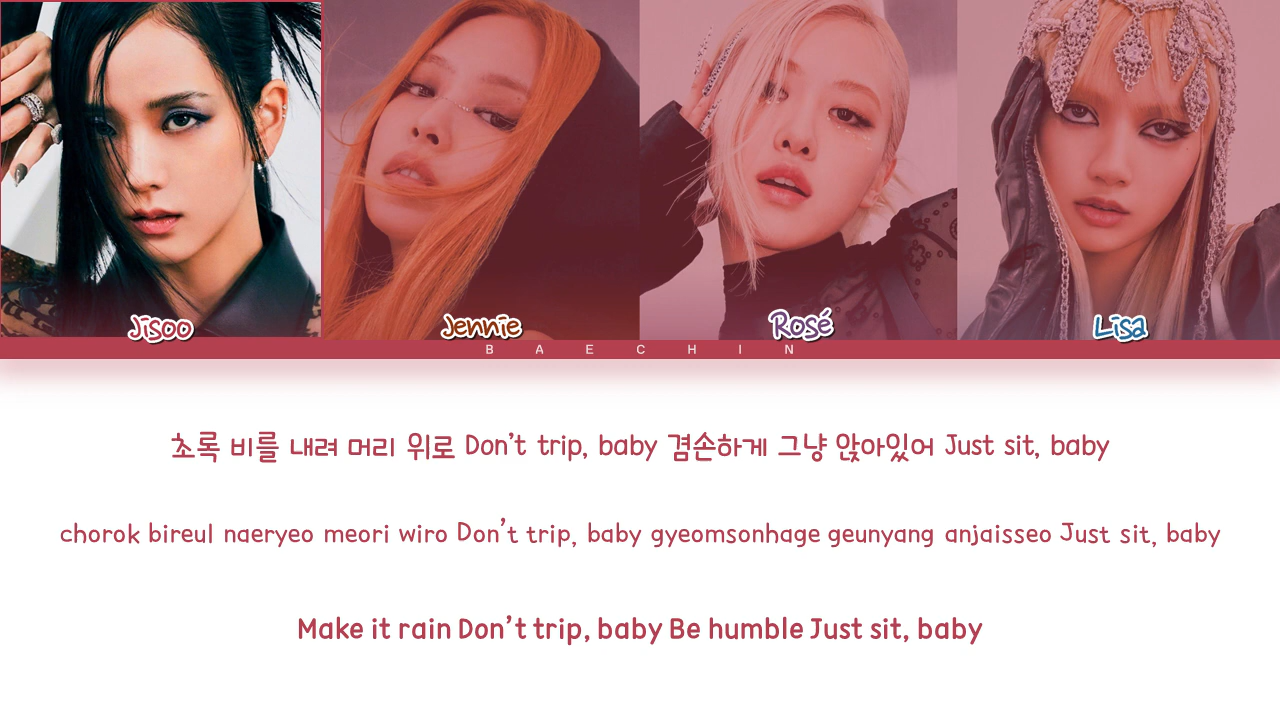 Jisoo Jennie Rosé Lisa
BAECHIN
초록 비를 내려 머리 위로 Don't trip, baby 겸손하게 그냥 앉아있어 Just sit, baby
chorok bireul naeryeo meori wiro Don't trip, baby gyeomsonhage geunyang anjaisseo Just sit, baby
Make it rain Don't trip, baby Be humble Just sit, baby